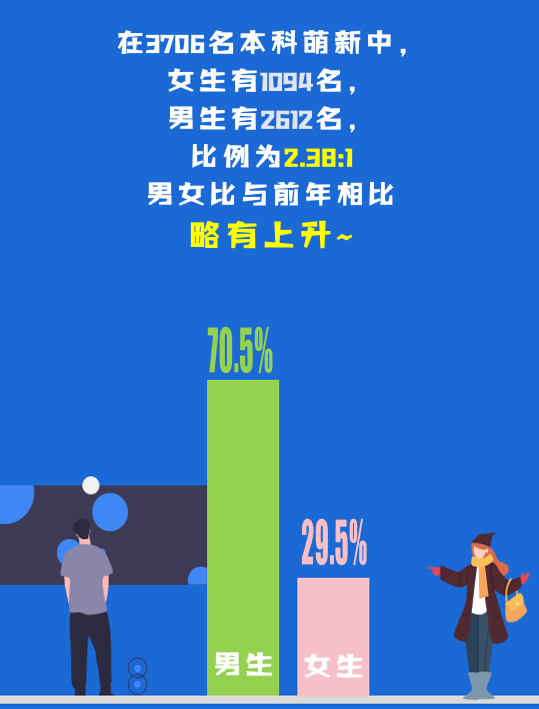 在3706名本科萌新中，
女生有1094名，
男生有2612名，
比例为2.38:1
男女比与前年相比
略有上升~
70.5%
29.5%
男生
女生